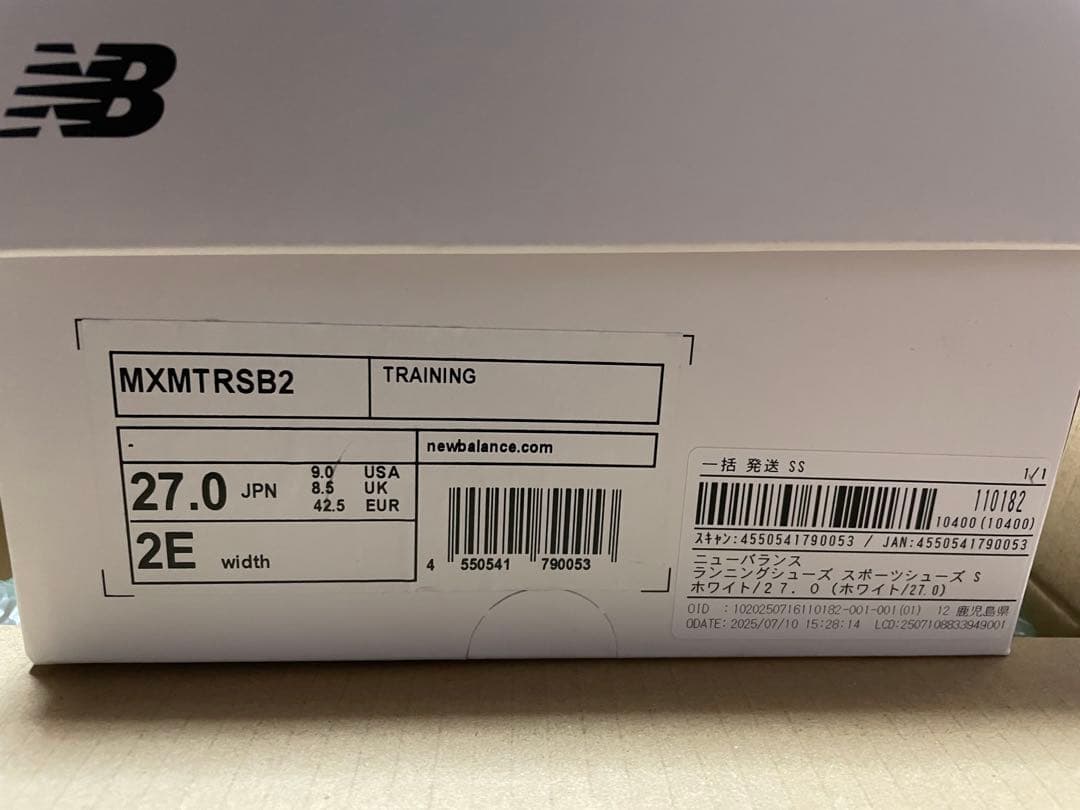 NB
MXMTRSB2
TRAINING
-
newbalance.com
27.0 JPN
9.0 USA
8.5 UK
42.5 EUR
2E width
4 550541 790053
一括 発送 SS
1/1
110182
10400(10400)
スキャン:4550541790053 / JAN:4550541790053
ニューバランス
ランニングシューズ スポーツシューズ S
ホワイト/27.0 (ホワイト/27.0)
OID :1020250716110182-001-001(01) 12 鹿児島県
ODATE:2025/07/10 15:28:14 LCD:2507108833949001